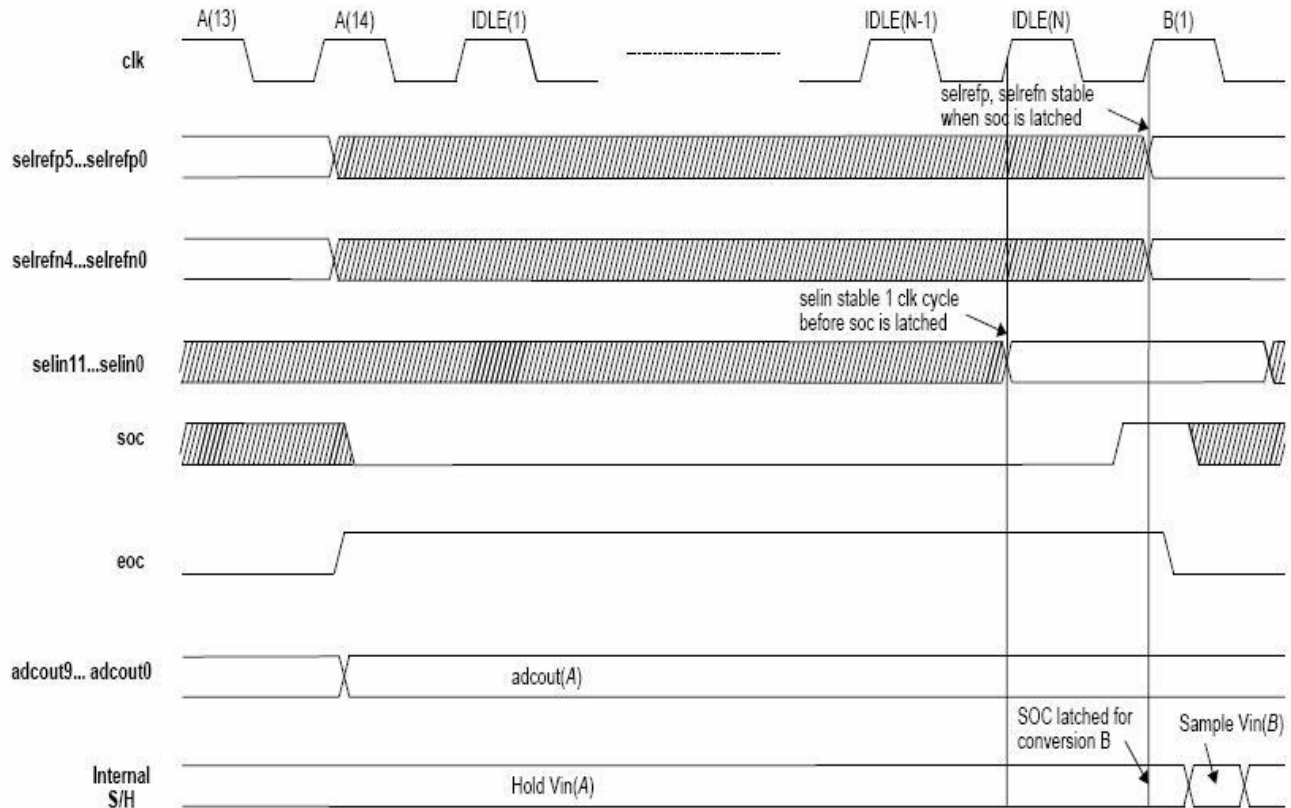 A(13) A(14) IDLE(1) IDLE(N-1) IDLE(N) B(1)
clk
selrefp, selrefn stable
when soc is latched
selrefp5...selrefp0
selrefn4...selrefn0
selin stable 1 clk cycle
before soc is latched
selin11...selin0
soc
eoc
adcout9... adcout0
adcout(A)
SOC latched for
conversion B
Sample Vin(B)
Internal
S/H
Hold Vin(A)